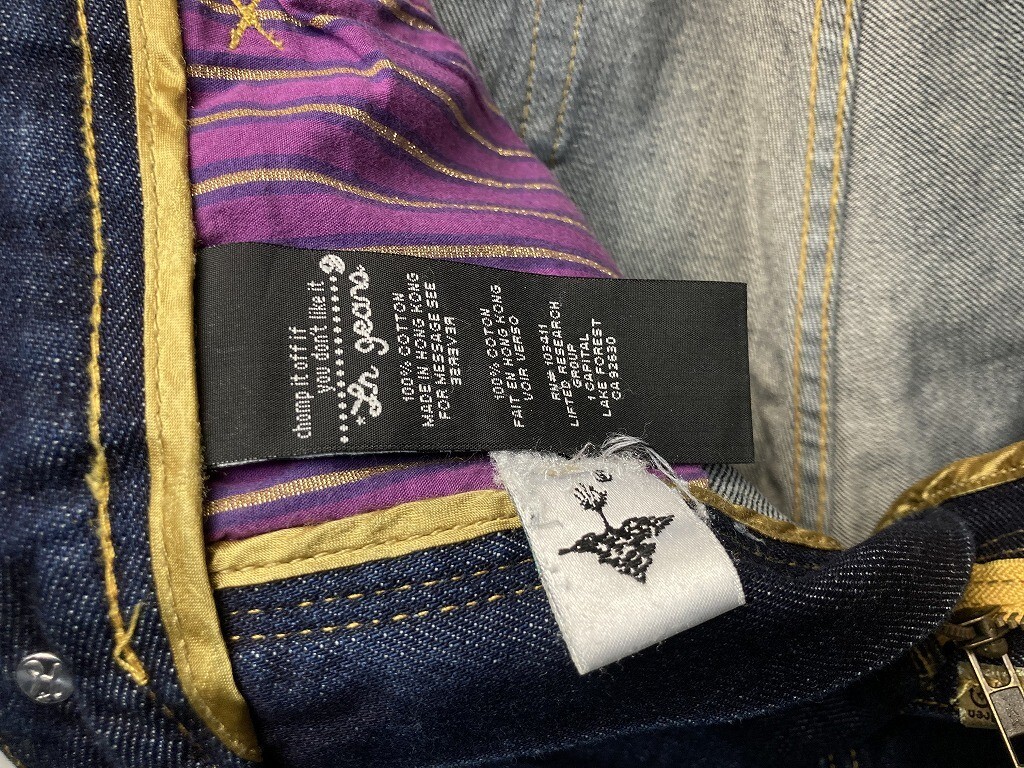 chomp it off if
you don't like it
Lr jeans
100% COTTON
MADE IN HONG KONG
FOR MESSAGE SEE
REVERSE
100% COTON
FAIT EN HONG KONG
VOIR VERSO
RN# 103411
LIFTED RESEARCH
GROUP
1 CAPITAL
LAKE FOREST
CA 92630